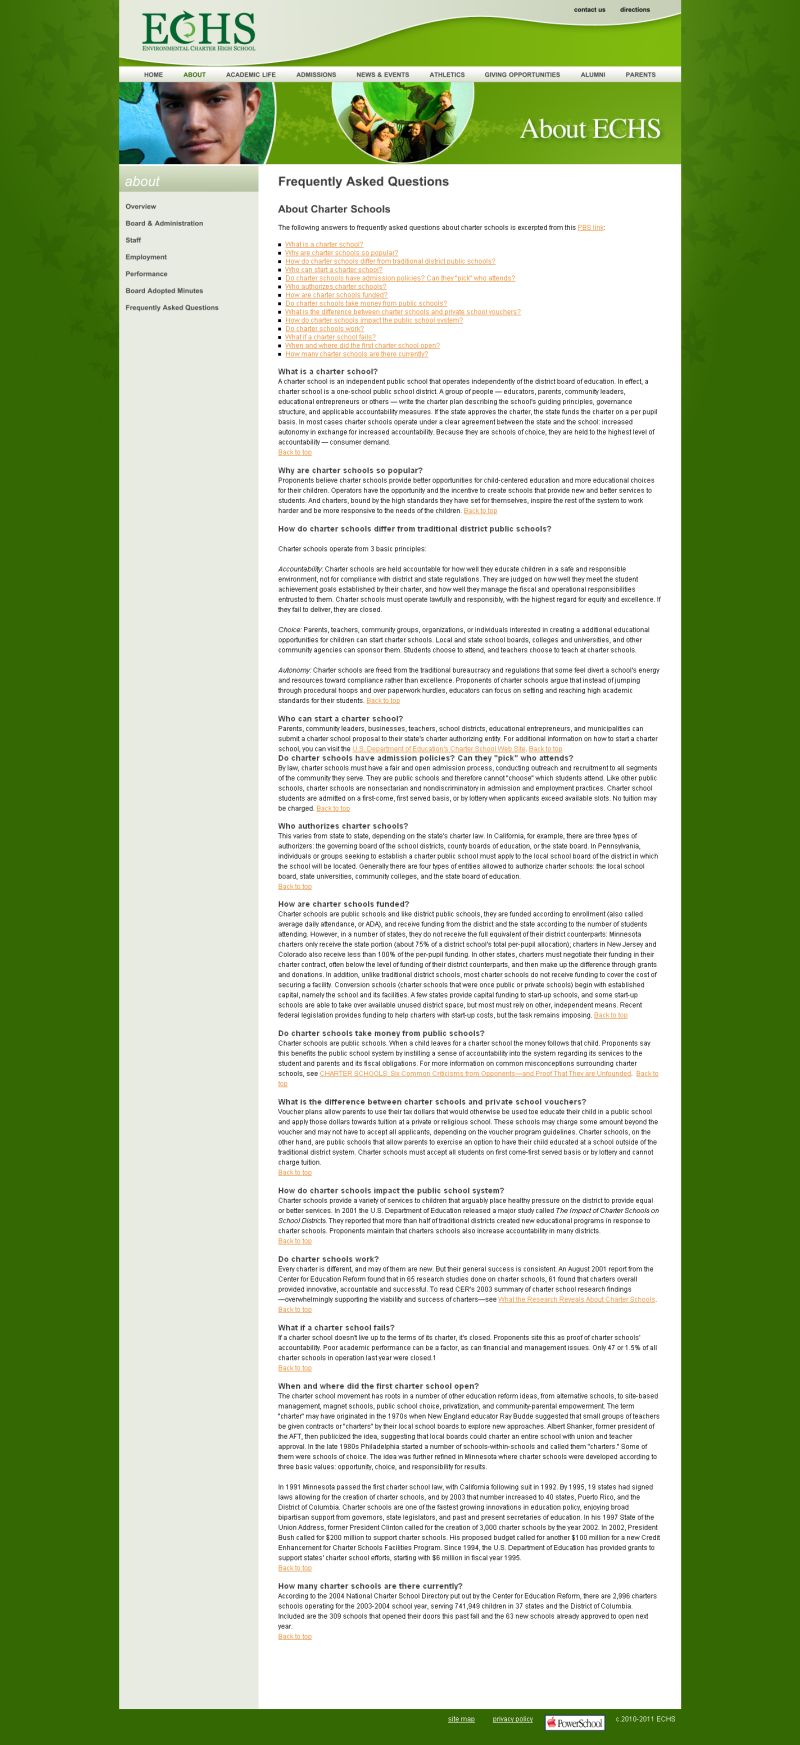 contact us directions
ECHS
ENVIRONMENTAL CHARTER HIGH SCHOOL
HOME ABOUT ACADEMIC LIFE ADMISSIONS NEWS & EVENTS ATHLETICS GIVING OPPORTUNITIES ALUMNI PARENTS
About ECHS
about
Overview
Board & Administration
Staff
Employment
Performance
Board Adopted Minutes
Frequently Asked Questions
Frequently Asked Questions
About Charter Schools
The following answers to frequently asked questions about charter schools is excerpted from this PBS link:
What is a charter school?
Why are charter schools so popular?
How do charter schools differ from traditional district public schools?
Who can start a charter school?
Do charter schools have admission policies? Can they "pick" who attends?
Who authorizes charter schools?
How are charter schools funded?
Do charter schools take money from public schools?
What is the difference between charter schools and private school vouchers?
How do charter schools impact the public school system?
Do charter schools work?
What if a charter school fails?
When and where did the first charter school open?
How many charter schools are there currently?
What is a charter school?
A charter school is an independent public school that operates independently of the district board of education. In effect, a
charter school is a one-school public school district. A group of people — educators, parents, community leaders,
educational entrepreneurs or others — write the charter plan describing the school's guiding principles, governance
structure, and applicable accountability measures. If the state approves the charter, the state funds the charter on a per pupil
basis. In most cases charter schools operate under a clear agreement between the state and the school: increased
autonomy in exchange for increased accountability. Because they are schools of choice, they are held to the highest level of
accountability — consumer demand.
Back to top
Why are charter schools so popular?
Proponents believe charter schools provide better opportunities for child-centered education and more educational choices
for their children. Operators have the opportunity and the incentive to create schools that provide new and better services to
students. And charters, bound by the high standards they have set for themselves, inspire the rest of the system to work
harder and be more responsive to the needs of the children. Back to top
How do charter schools differ from traditional district public schools?
Charter schools operate from 3 basic principles:
Accountability: Charter schools are held accountable for how well they educate children in a safe and responsible
environment, not for compliance with district and state regulations. They are judged on how well they meet the student
achievement goals established by their charter, and how well they manage the fiscal and operational responsibilities
entrusted to them. Charter schools must operate lawfully and responsibly, with the highest regard for equity and excellence. If
they fail to deliver, they are closed.
Choice: Parents, teachers, community groups, organizations, or individuals interested in creating a additional educational
opportunities for children can start charter schools. Local and state school boards, colleges and universities, and other
community agencies can sponsor them. Students choose to attend, and teachers choose to teach at charter schools.
Autonomy: Charter schools are freed from the traditional bureaucracy and regulations that some feel divert a school's energy
and resources toward compliance rather than excellence. Proponents of charter schools argue that instead of jumping
through procedural hoops and over paperwork hurdles, educators can focus on setting and reaching high academic
standards for their students. Back to top
Who can start a charter school?
Parents, community leaders, businesses, teachers, school districts, educational entrepreneurs, and municipalities can
submit a charter school proposal to their state's charter authorizing entity. For additional information on how to start a charter
school, you can visit the U.S. Department of Education's Charter School Web Site. Back to top
Do charter schools have admission policies? Can they "pick" who attends?
By law, charter schools must have a fair and open admission process, conducting outreach and recruitment to all segments
of the community they serve. They are public schools and therefore cannot "choose" which students attend. Like other public
schools, charter schools are nonsectarian and nondiscriminatory in admission and employment practices. Charter school
students are admitted on a first-come, first served basis, or by lottery when applicants exceed available slots. No tuition may
be charged. Back to top
Who authorizes charter schools?
This varies from state to state, depending on the state's charter law. In California, for example, there are three types of
authorizers: the governing board of the school districts, county boards of education, or the state board. In Pennsylvania,
individuals or groups seeking to establish a charter public school must apply to the local school board of the district in which
the school will be located. Generally there are four types of entities allowed to authorize charter schools: the local school
board, state universities, community colleges, and the state board of education.
Back to top
How are charter schools funded?
Charter schools are public schools and like district public schools, they are funded according to enrollment (also called
average daily attendance, or ADA), and receive funding from the district and the state according to the number of students
attending. However, in a number of states, they do not receive the full equivalent of their district counterparts: Minnesota
charters only receive the state portion (about 75% of a district school's total per-pupil allocation); charters in New Jersey and
Colorado also receive less than 100% of the per-pupil funding. In other states, charters must negotiate their funding in their
charter contract, often below the level of funding of their district counterparts, and then make up the difference through grants
and donations. In addition, unlike traditional district schools, most charter schools do not receive funding to cover the cost of
securing a facility. Conversion schools (charter schools that were once public or private schools) begin with established
capital, namely the school and its facilities. A few states provide capital funding to start-up schools, and some start-up
schools are able to take over available unused district space, but most must rely on other, independent means. Recent
federal legislation provides funding to help charters with start-up costs, but the task remains imposing. Back to top
Do charter schools take money from public schools?
Charter schools are public schools. When a child leaves for a charter school the money follows that child. Proponents say
this benefits the public school system by instilling a sense of accountability into the system regarding its services to the
student and parents and its fiscal obligations. For more information on common misconceptions surrounding charter
schools, see CHARTER SCHOOLS: Six Common Criticisms from Opponents—and Proof That They are Unfounded. Back to
top
What is the difference between charter schools and private school vouchers?
Voucher plans allow parents to use their tax dollars that would otherwise be used toe educate their child in a public school
and apply those dollars towards tuition at a private or religious school. These schools may charge some amount beyond the
voucher and may not have to accept all applicants, depending on the voucher program guidelines. Charter schools, on the
other hand, are public schools that allow parents to exercise an option to have their child educated at a school outside of the
traditional district system. Charter schools must accept all students on first come-first served basis or by lottery and cannot
charge tuition.
Back to top
How do charter schools impact the public school system?
Charter schools provide a variety of services to children that arguably place healthy pressure on the district to provide equal
or better services. In 2001 the U.S. Department of Education released a major study called The Impact of Charter Schools on
School Districts. They reported that more than half of traditional districts created new educational programs in response to
charter schools. Proponents maintain that charters schools also increase accountability in many districts.
Back to top
Do charter schools work?
Every charter is different, and may of them are new. But their general success is consistent. An August 2001 report from the
Center for Education Reform found that in 65 research studies done on charter schools, 61 found that charters overall
provided innovative, accountable and successful. To read CER's 2003 summary of charter school research findings
—overwhelmingly supporting the viability and success of charters—see What the Research Reveals About Charter Schools.
Back to top
What if a charter school fails?
If a charter school doesn't live up to the terms of its charter, it's closed. Proponents site this as proof of charter schools'
accountability. Poor academic performance can be a factor, as can financial and management issues. Only 47 or 1.5% of all
charter schools in operation last year were closed.1
Back to top
When and where did the first charter school open?
The charter school movement has roots in a number of other education reform ideas, from alternative schools, to site-based
management, magnet schools, public school choice, privatization, and community-parental empowerment. The term
"charter" may have originated in the 1970s when New England educator Ray Budde suggested that small groups of teachers
be given contracts or "charters" by their local school boards to explore new approaches. Albert Shanker, former president of
the AFT, then publicized the idea, suggesting that local boards could charter an entire school with union and teacher
approval. In the late 1980s Philadelphia started a number of schools-within-schools and called them "charters." Some of
them were schools of choice. The idea was further refined in Minnesota where charter schools were developed according to
three basic values: opportunity, choice, and responsibility for results.
In 1991 Minnesota passed the first charter school law, with California following suit in 1992. By 1995, 19 states had signed
laws allowing for the creation of charter schools, and by 2003 that number increased to 40 states, Puerto Rico, and the
District of Columbia. Charter schools are one of the fastest growing innovations in education policy, enjoying broad
bipartisan support from governors, state legislators, and past and present secretaries of education. In his 1997 State of the
Union Address, former President Clinton called for the creation of 3,000 charter schools by the year 2002. In 2002, President
Bush called for $200 million to support charter schools. His proposed budget called for another $100 million for a new Credit
Enhancement for Charter Schools Facilities Program. Since 1994, the U.S. Department of Education has provided grants to
support states' charter school efforts, starting with $6 million in fiscal year 1995.
Back to top
How many charter schools are there currently?
According to the 2004 National Charter School Directory put out by the Center for Education Reform, there are 2,996 charters
schools operating for the 2003-2004 school year, serving 741,949 children in 37 states and the District of Columbia.
Included are the 309 schools that opened their doors this past fall and the 63 new schools already approved to open next
year.
Back to top
site map privacy policy PowerSchool c.2010-2011 ECHS